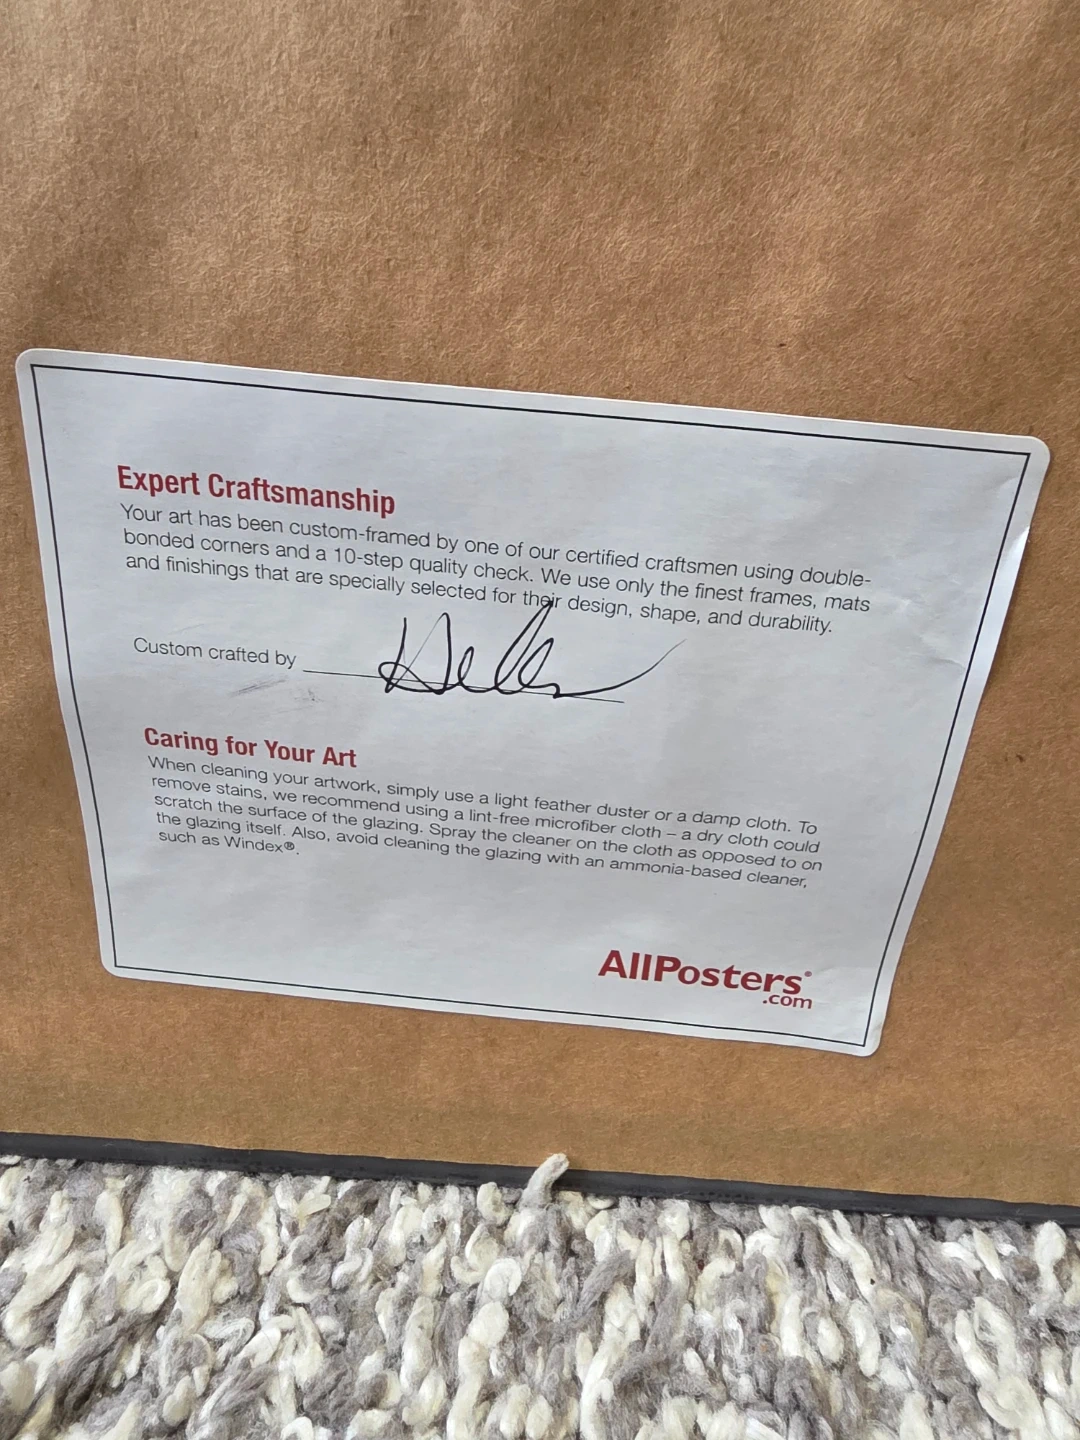 Expert Craftsmanship
Your art has been custom-framed by one of our certified craftsmen using double-
bonded corners and a 10-step quality check. We use only the finest frames, mats
and finishings that are specially selected for their design, shape, and durability.
Custom crafted by
Caring for Your Art
When cleaning your artwork, simply use a light feather duster or a damp cloth. To
remove stains, we recommend using a lint-free microfiber cloth – a dry cloth could
scratch the surface of the glazing. Spray the cleaner on the cloth as opposed to on
the glazing itself. Also, avoid cleaning the glazing with an ammonia-based cleaner,
such as Windex®.
AllPosters®
.com